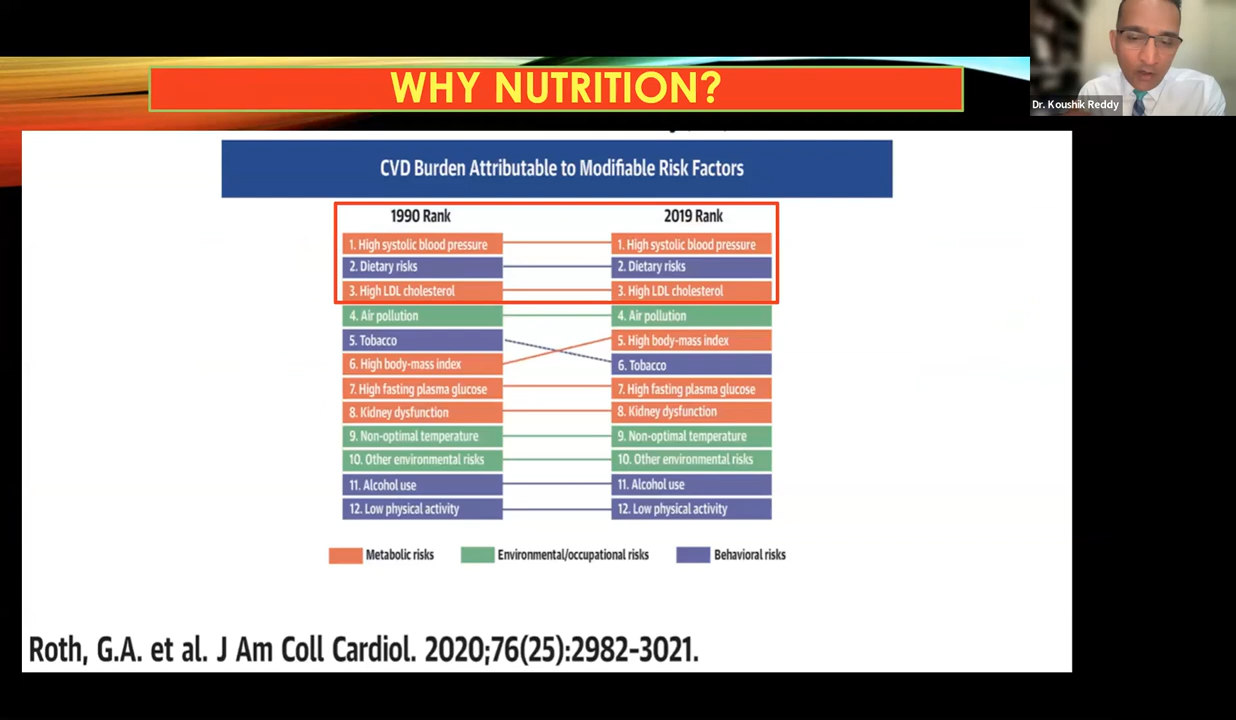 WHY NUTRITION?
Dr. Koushik Reddy
CVD Burden Attributable to Modifiable Risk Factors
1990 Rank
2019 Rank
1. High systolic blood pressure
1. High systolic blood pressure
2. Dietary risks
2. Dietary risks
3. High LDL cholesterol
3. High LDL cholesterol
4. Air pollution
4. Air pollution
5. Tobacco
5. High body-mass index
6. High body-mass index
6. Tobacco
7. High fasting plasma glucose
7. High fasting plasma glucose
8. Kidney dysfunction
8. Kidney dysfunction
9. Non-optimal temperature
9. Non-optimal temperature
10. Other environmental risks
10. Other environmental risks
11. Alcohol use
11. Alcohol use
12. Low physical activity
12. Low physical activity
Metabolic risks
Environmental/occupational risks
Behavioral risks
Roth, G.A. et al. J Am Coll Cardiol. 2020;76(25):2982-3021.